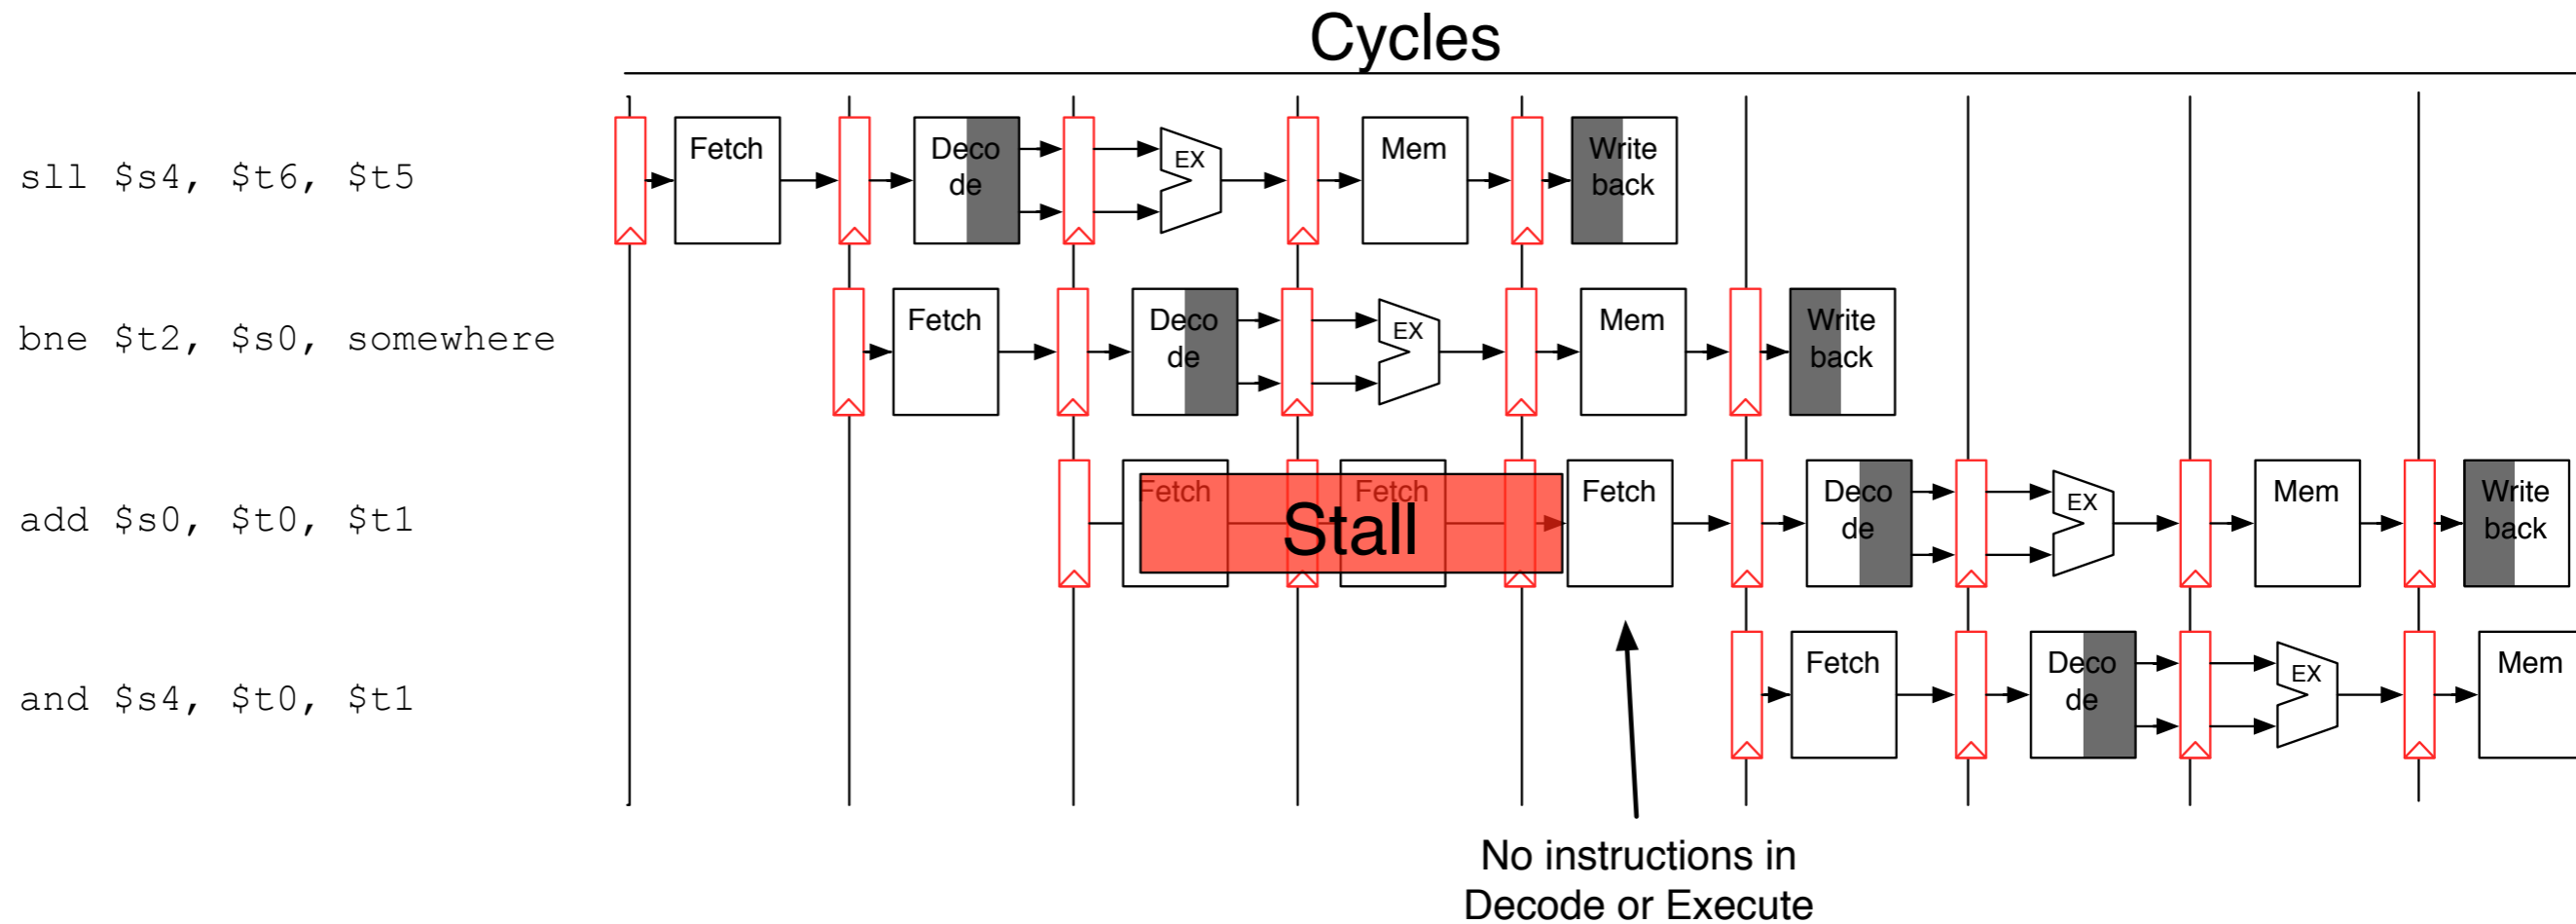 Cycles
sll $s4, $t6, $t5
Fetch
Deco
de
EX
Mem
Write
back
bne $t2, $s0, somewhere
Fetch
Deco
de
EX
Mem
Write
back
add $s0, $t0, $t1
Fetch
Fetch
Stall
Fetch
Deco
de
EX
Mem
Write
back
and $s4, $t0, $t1
Fetch
Deco
de
EX
Mem
No instructions in
Decode or Execute